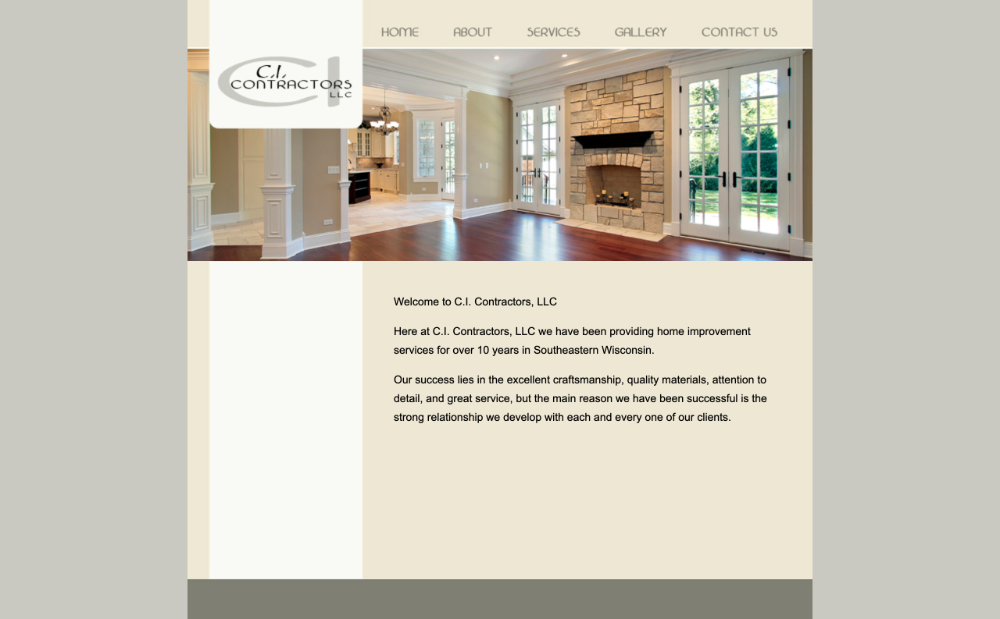 HOME ABOUT SERVICES GALLERY CONTACT US
C.I.
CONTRACTORS
LLC
Welcome to C.I. Contractors, LLC
Here at C.I. Contractors, LLC we have been providing home improvement
services for over 10 years in Southeastern Wisconsin.
Our success lies in the excellent craftsmanship, quality materials, attention to
detail, and great service, but the main reason we have been successful is the
strong relationship we develop with each and every one of our clients.